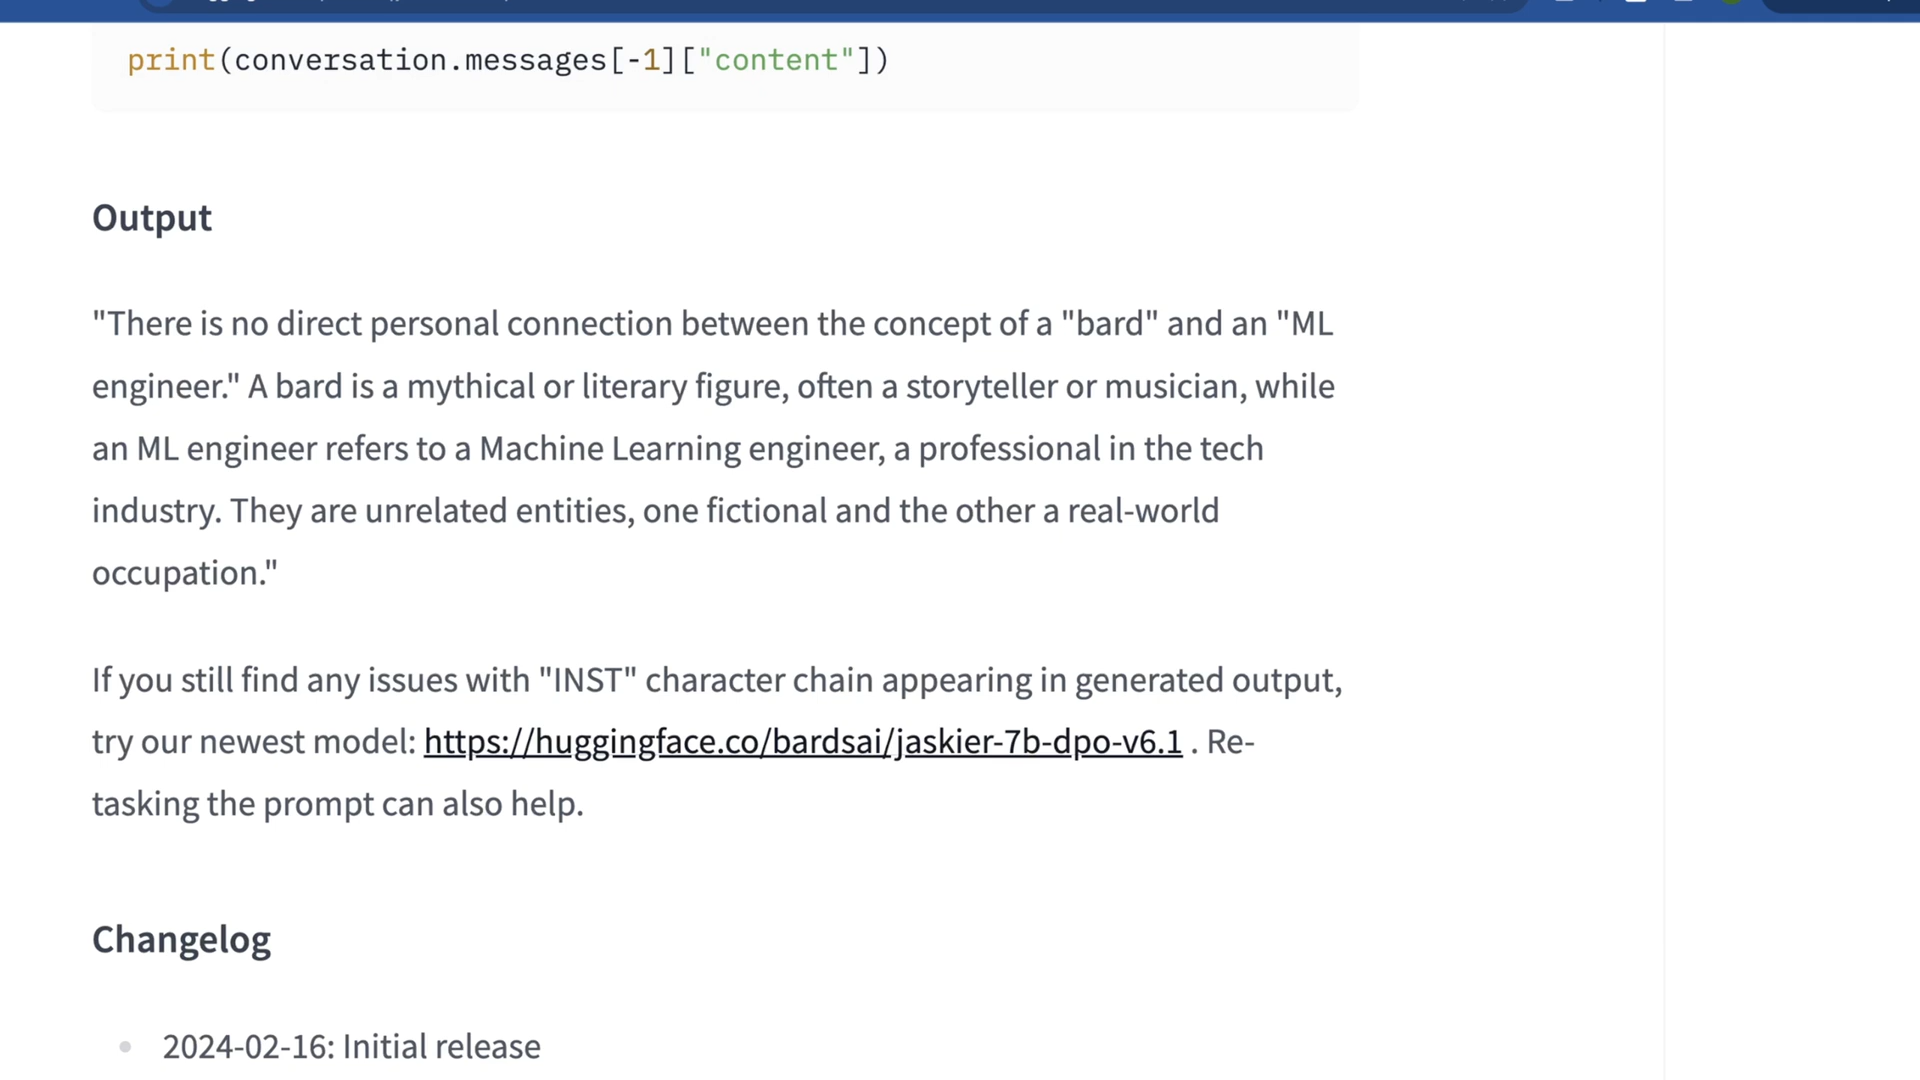 print(conversation.messages[-1]["content"])
Output
"There is no direct personal connection between the concept of a "bard" and an "ML
engineer." A bard is a mythical or literary figure, often a storyteller or musician, while
an ML engineer refers to a Machine Learning engineer, a professional in the tech
industry. They are unrelated entities, one fictional and the other a real-world
occupation."
If you still find any issues with "INST" character chain appearing in generated output,
try our newest model: https://huggingface.co/bardsai/jaskier-7b-dpo-v6.1 . Re-
tasking the prompt can also help.
Changelog
2024-02-16: Initial release